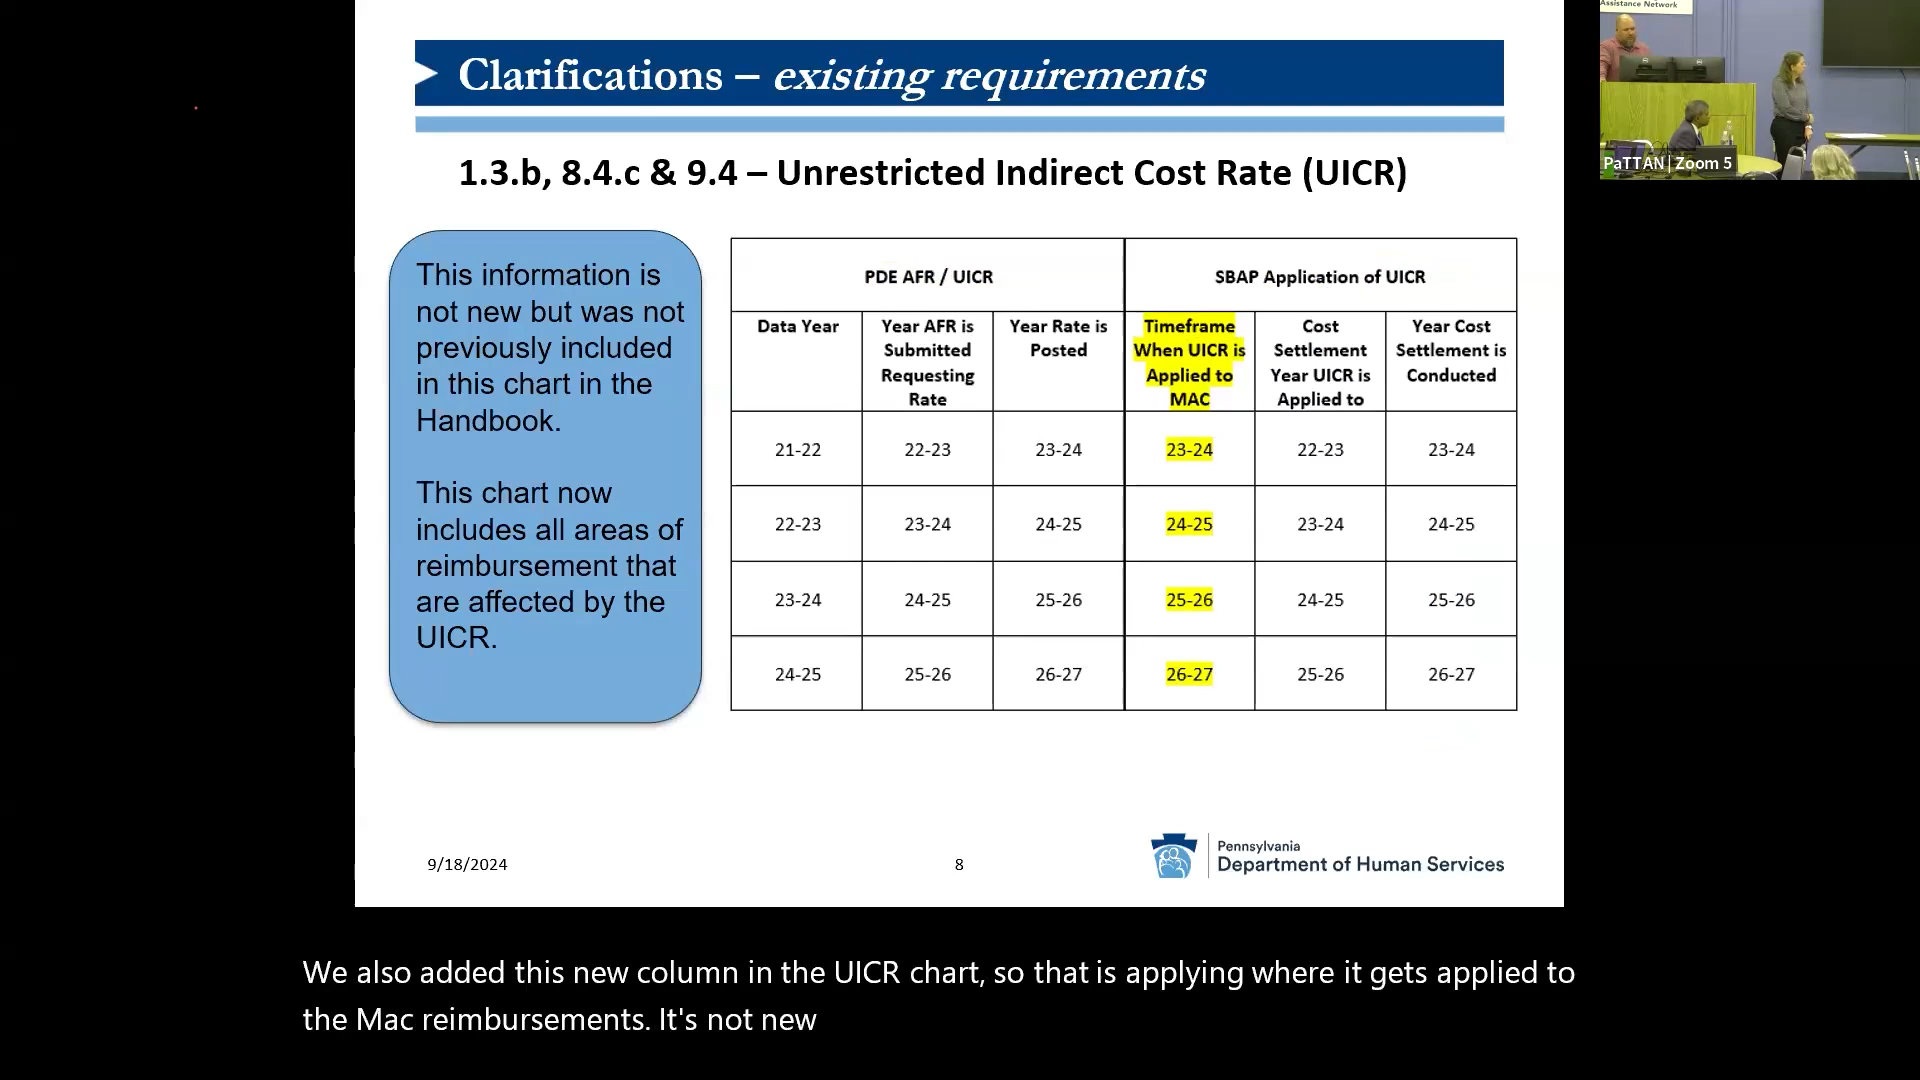 Assistance Network
PaTTAN | Zoom 5
Clarifications – existing requirements
1.3.b, 8.4.c & 9.4 – Unrestricted Indirect Cost Rate (UICR)
This information is
not new but was not
previously included
in this chart in the
Handbook.
This chart now
includes all areas of
reimbursement that
are affected by the
UICR.
PDE AFR / UICR
SBAP Application of UICR
Data Year
Year AFR is
Submitted
Requesting
Rate
Year Rate is
Posted
Timeframe
When UICR is
Applied to
MAC
Cost
Settlement
Year UICR is
Applied to
Year Cost
Settlement is
Conducted
21-22 22-23 23-24 23-24 22-23 23-24
22-23 23-24 24-25 24-25 23-24 24-25
23-24 24-25 25-26 25-26 24-25 25-26
24-25 25-26 26-27 26-27 25-26 26-27
9/18/2024
8
Pennsylvania
Department of Human Services
We also added this new column in the UICR chart, so that is applying where it gets applied to
the Mac reimbursements. It's not new